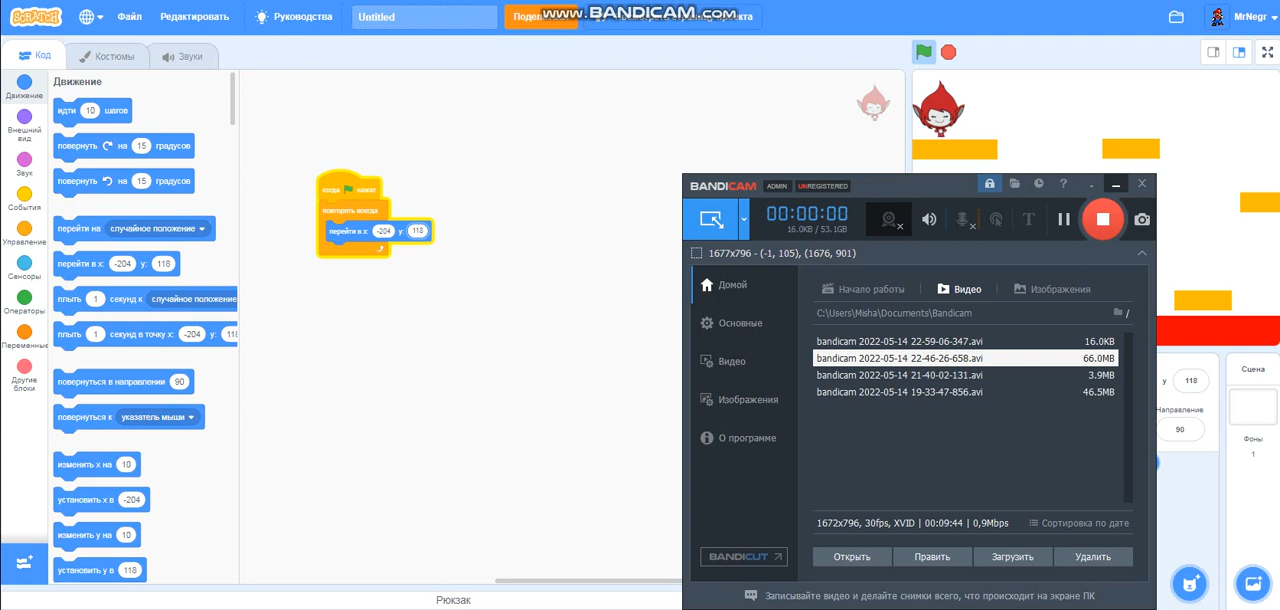 www.BANDICAM.com
SCRATCH
Файл
Редактировать
Руководства
Untitled
MrNegr
Код
Костюмы
Звуки
Движение
Внешний вид
Звук
События
Управление
Сенсоры
Операторы
Переменные
Другие блоки
Движение
идти 10 шагов
повернуть на 15 градусов
повернуть на 15 градусов
перейти на случайное положение
перейти в x: -204 y: 118
плыть 1 секунд к случайное положение
плыть 1 секунд в точку x: -204 y: 118
повернуться в направлении 90
повернуться к указатель мыши
изменить x на 10
установить x в -204
изменить y на 10
установить y в 118
когда нажат
повторять всегда
перейти в x: -204 y: 118
Рюкзак
BANDICAM ADMIN UNREGISTERED
00:00:00
16.0KB / 53.1GB
1677x796 - (-1, 105), (1676, 901)
Домой
Основные
Видео
Изображения
О программе
BANDICUT
Начало работы
Видео
Изображения
C:\Users\Misha\Documents\Bandicam
bandicam 2022-05-14 22-59-06-347.avi 16.0KB
bandicam 2022-05-14 22-46-26-658.avi 66.0MB
bandicam 2022-05-14 21-40-02-131.avi 3.9MB
bandicam 2022-05-14 19-33-47-856.avi 46.5MB
1672x796, 30fps, XVID | 00:09:44 | 0,9Mbps
Сортировка по дате
Открыть
Править
Загрузить
Удалить
Записывайте видео и делайте снимки всего, что происходит на экране ПК
y 118
Направление
90
Сцена
Фоны
1